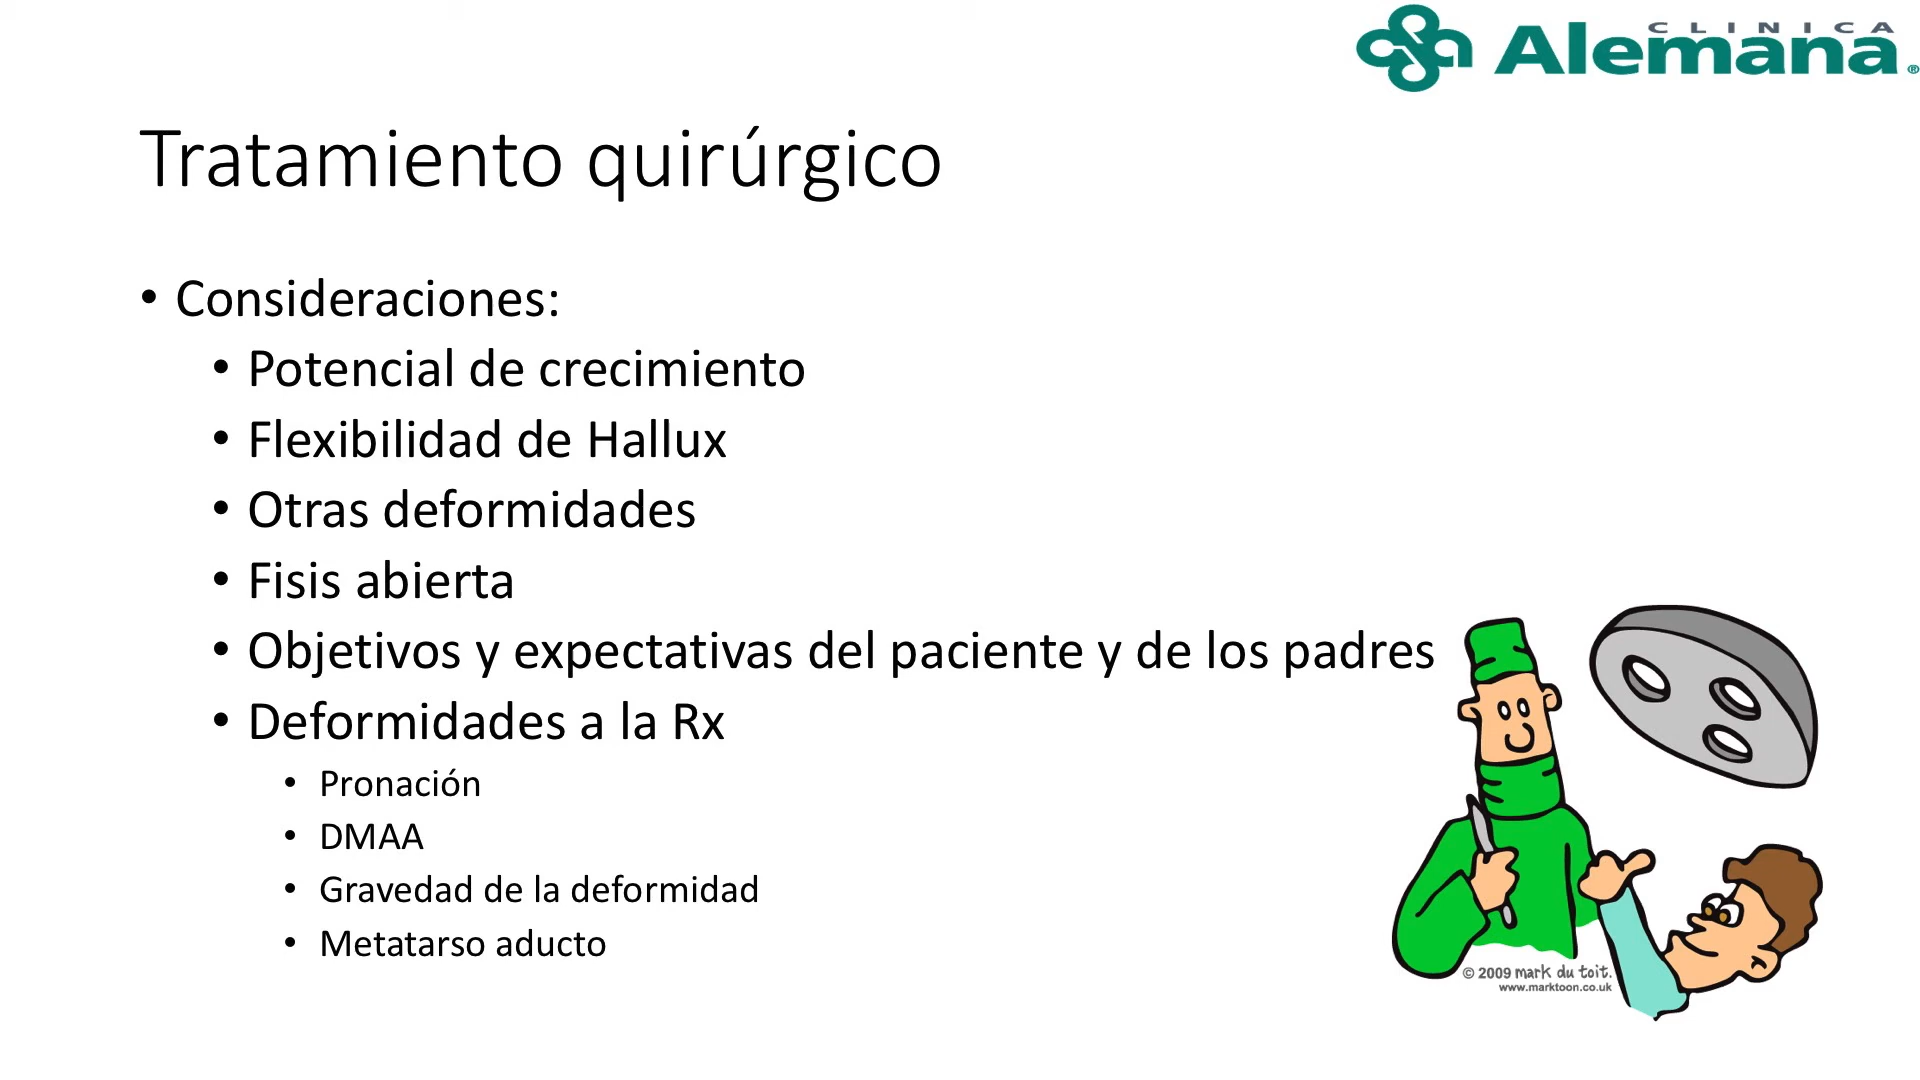 CLINICA
Alemana®
Tratamiento quirúrgico
• Consideraciones:
• Potencial de crecimiento
• Flexibilidad de Hallux
• Otras deformidades
• Fisis abierta
• Objetivos y expectativas del paciente y de los padres
• Deformidades a la Rx
• Pronación
• DMAA
• Gravedad de la deformidad
• Metatarso aducto
© 2009 mark du toit.
www.marktoon.co.uk